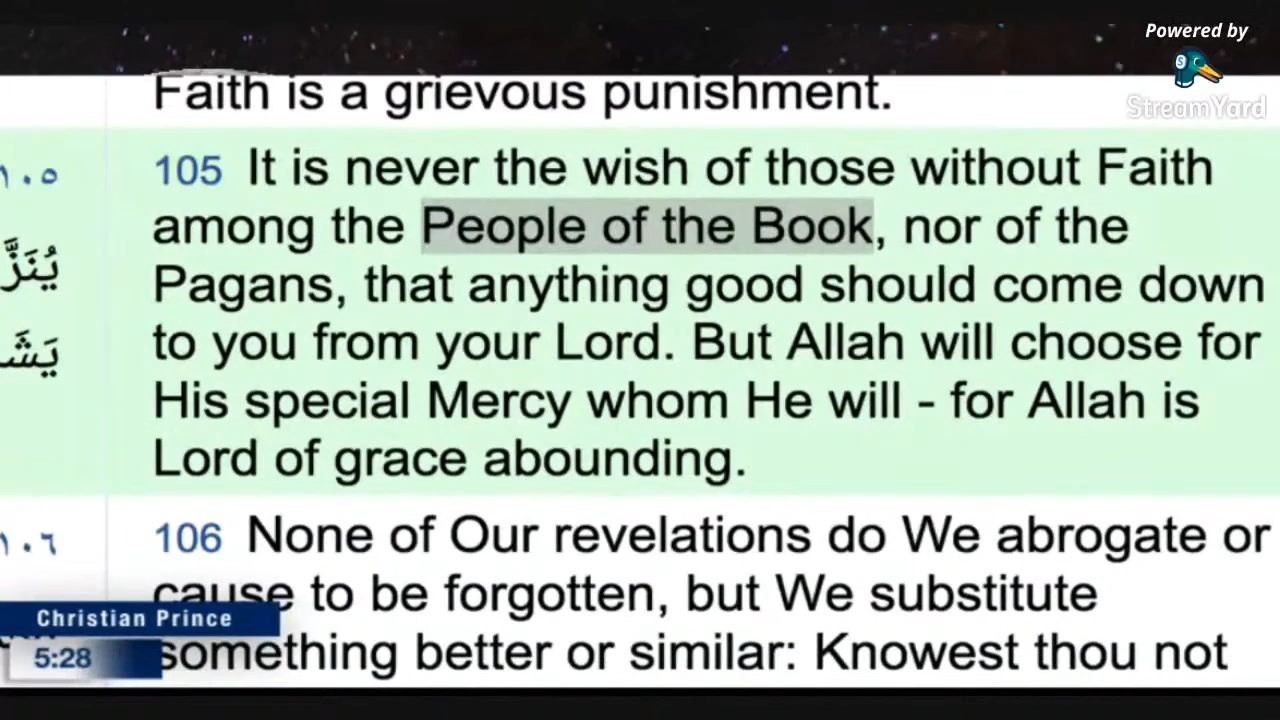 Powered by
StreamYard
Faith is a grievous punishment.
١٠٥
105 It is never the wish of those without Faith
among the People of the Book, nor of the
يُنَزَّ
Pagans, that anything good should come down
to you from your Lord. But Allah will choose for
يَشَ
His special Mercy whom He will - for Allah is
Lord of grace abounding.
١٠٦
106 None of Our revelations do We abrogate or
cause to be forgotten, but We substitute
something better or similar: Knowest thou not
Christian Prince
5:28